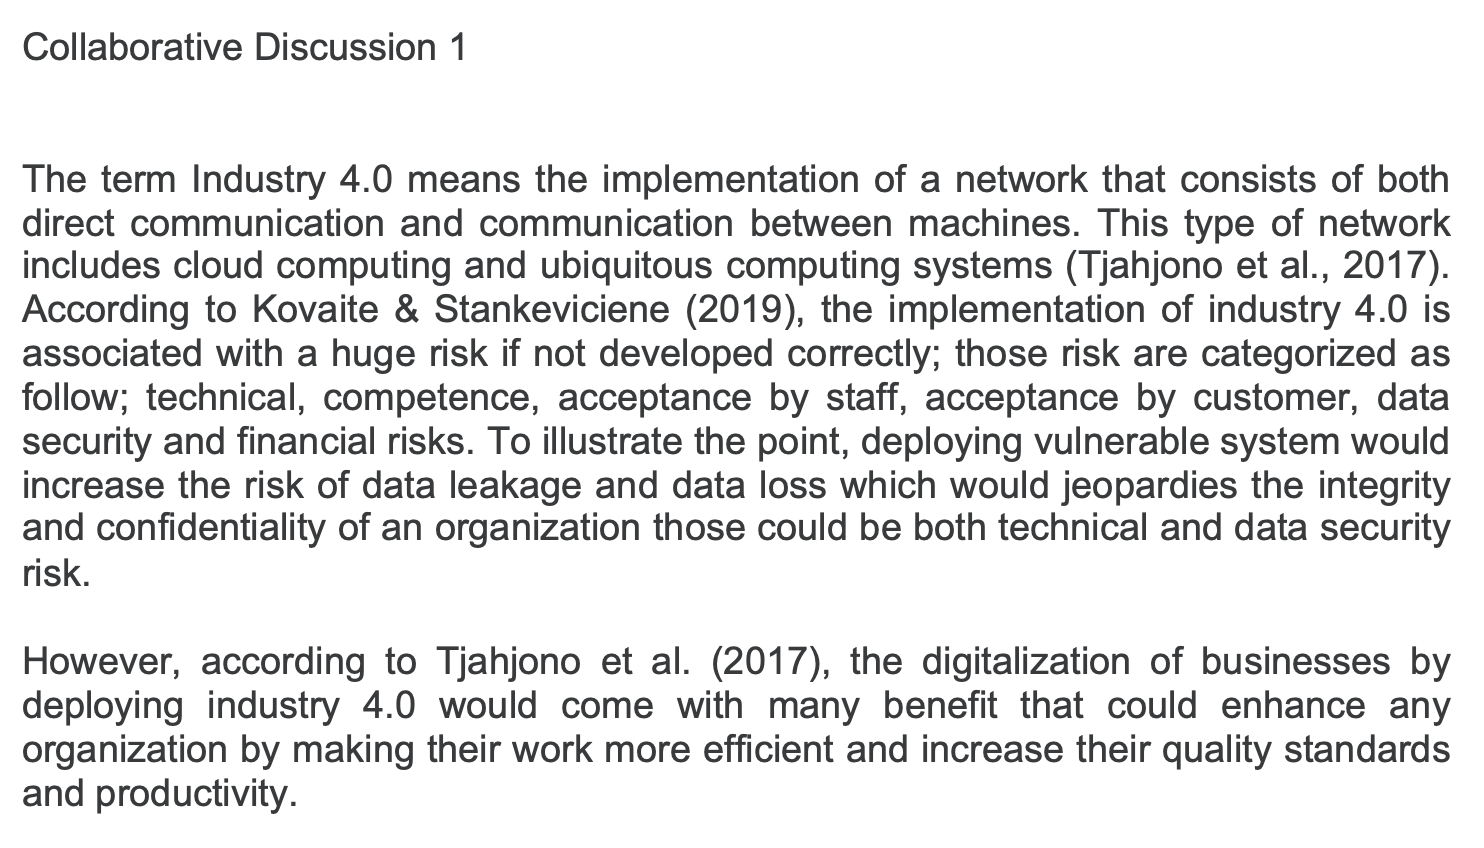 Collaborative Discussion 1
The term Industry 4.0 means the implementation of a network that consists of both
direct communication and communication between machines. This type of network
includes cloud computing and ubiquitous computing systems (Tjahjono et al., 2017).
According to Kovaite & Stankeviciene (2019), the implementation of industry 4.0 is
associated with a huge risk if not developed correctly; those risk are categorized as
follow; technical, competence, acceptance by staff, acceptance by customer, data
security and financial risks. To illustrate the point, deploying vulnerable system would
increase the risk of data leakage and data loss which would jeopardies the integrity
and confidentiality of an organization those could be both technical and data security
risk.
However, according to Tjahjono et al. (2017), the digitalization of businesses by
deploying industry 4.0 would come with many benefit that could enhance any
organization by making their work more efficient and increase their quality standards
and productivity.